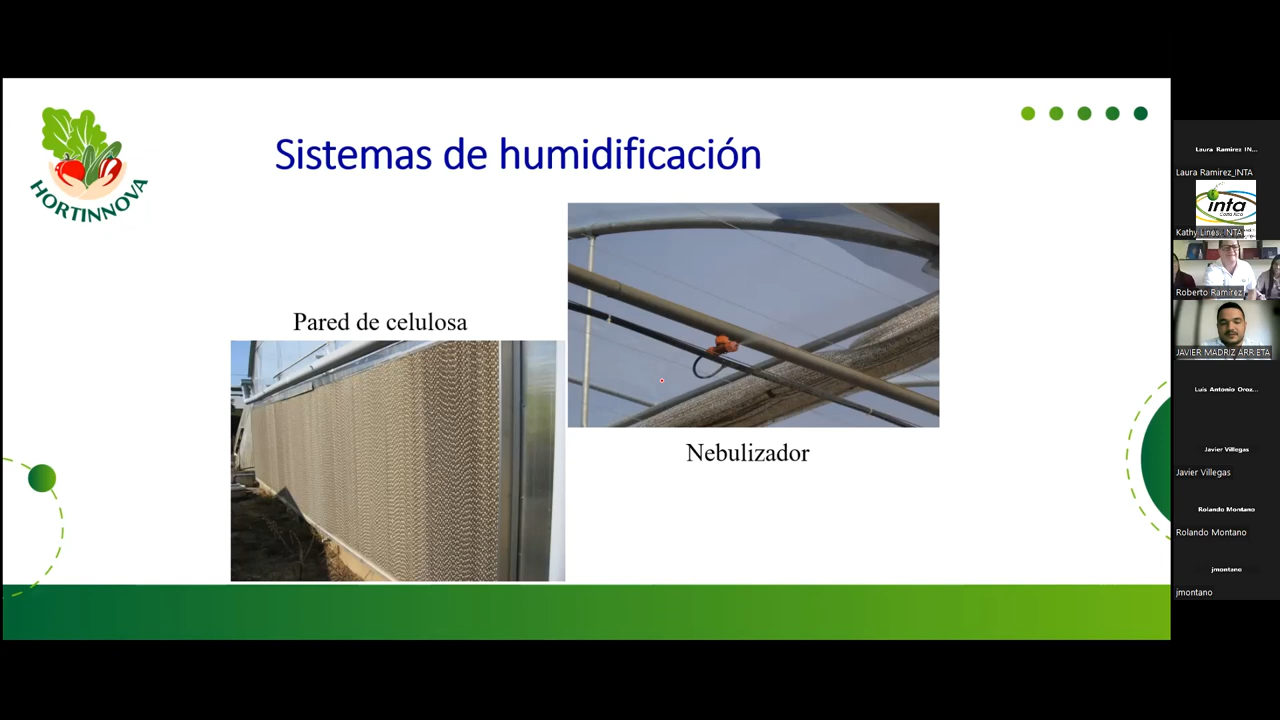 HORTINNOVA
Sistemas de humidificación
Pared de celulosa
Nebulizador
Laura Ramirez IN...
Laura Ramirez_INTA
inta
Costa Rica
Kathy Lines, INTA
Roberto Ramirez
JAVIER MADRIZ ARRIETA
Luis Antonio Oroz...
Javier Villegas
Javier Villegas
Rolando Montano
Rolando Montano
jmontano
jmontano